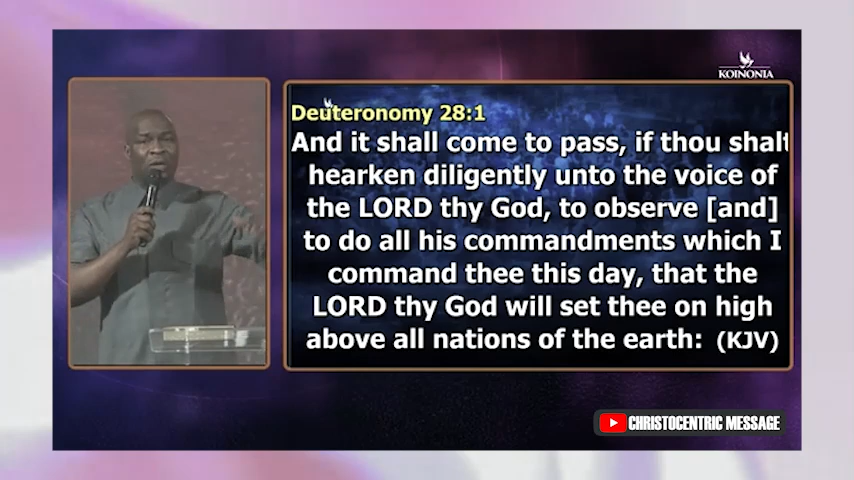 KOINONIA
Deuteronomy 28:1
And it shall come to pass, if thou shalt
hearken diligently unto the voice of
the LORD thy God, to observe [and]
to do all his commandments which I
command thee this day, that the
LORD thy God will set thee on high
above all nations of the earth: (KJV)
CHRISTOCENTRIC MESSAGE